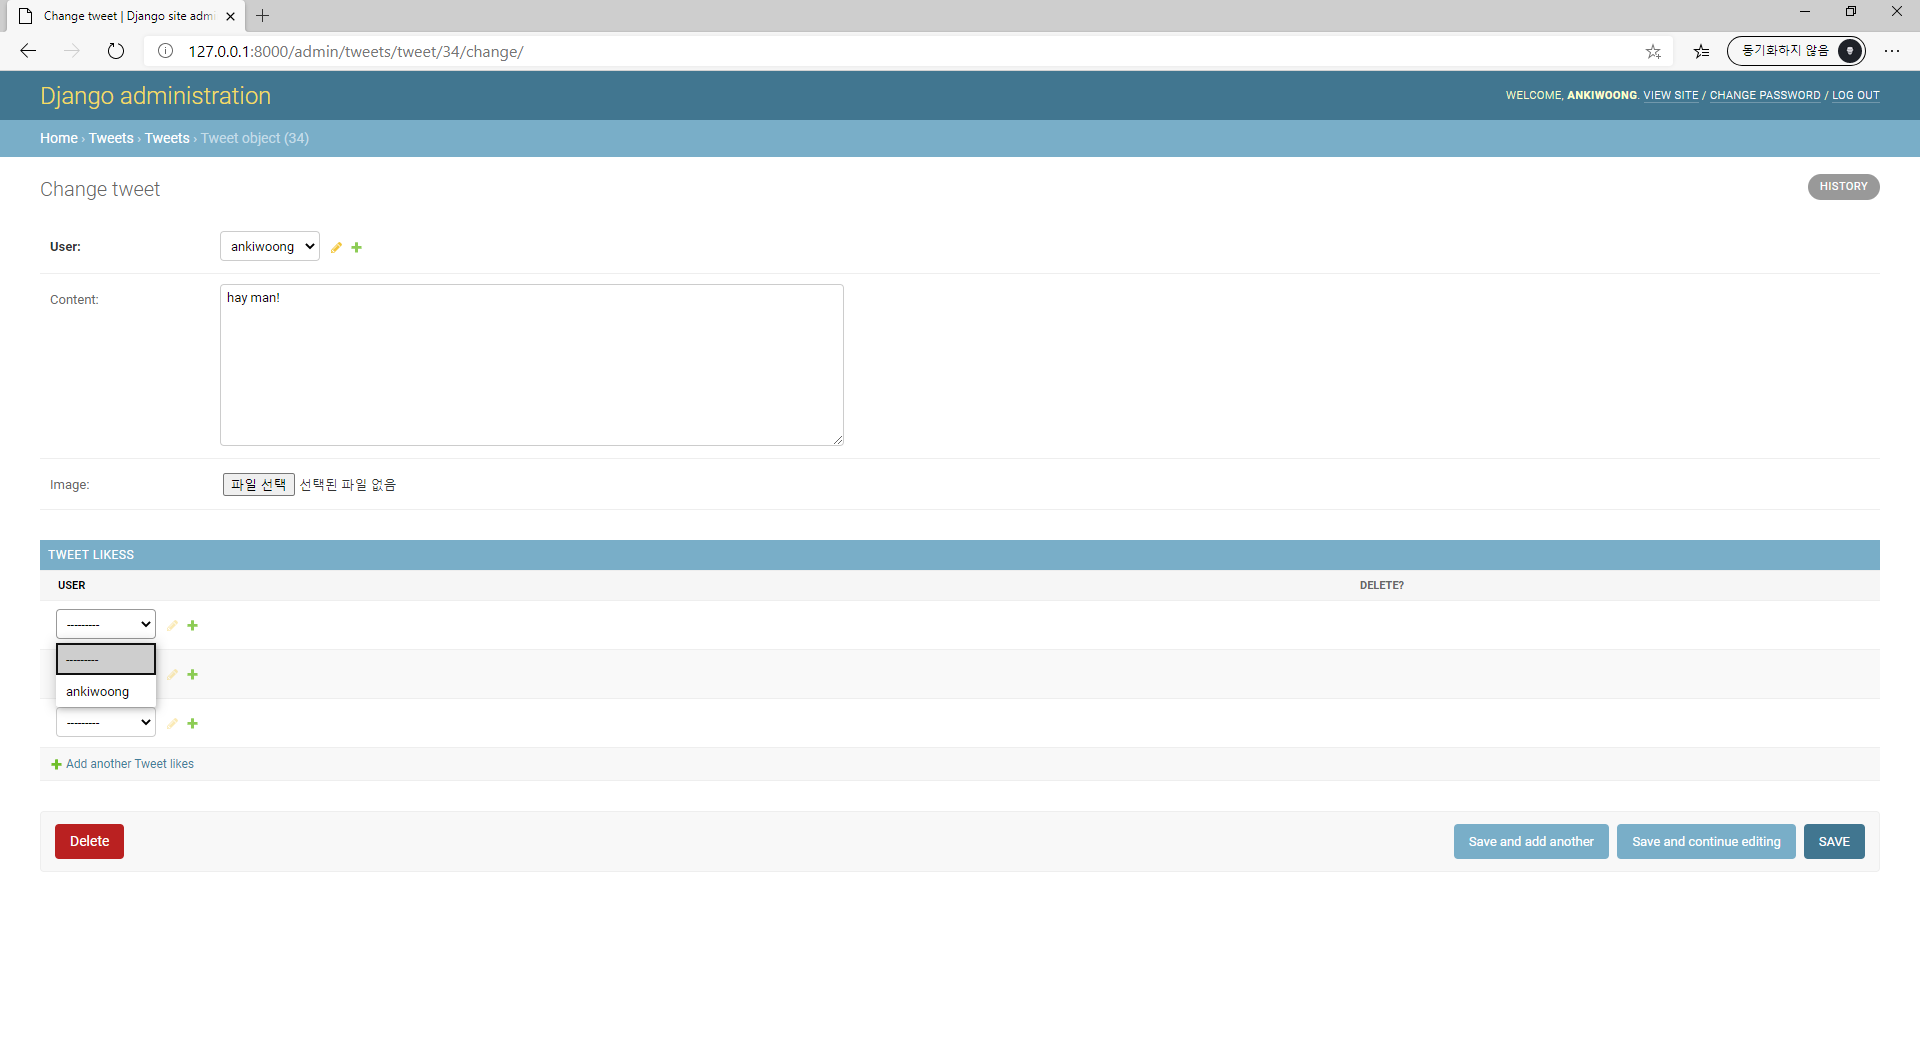 Change tweet | Django site adm
127.0.0.1:8000/admin/tweets/tweet/34/change/
동기화하지 않음
Django administration
WELCOME, ANKIWOONG. VIEW SITE / CHANGE PASSWORD / LOG OUT
Home › Tweets › Tweets › Tweet object (34)
Change tweet
HISTORY
User:
ankiwoong
Content:
hay man!
Image:
파일 선택 선택된 파일 없음
TWEET LIKESS
USER
DELETE?
---------
---------
ankiwoong
---------
Add another Tweet likes
Delete
Save and add another
Save and continue editing
SAVE